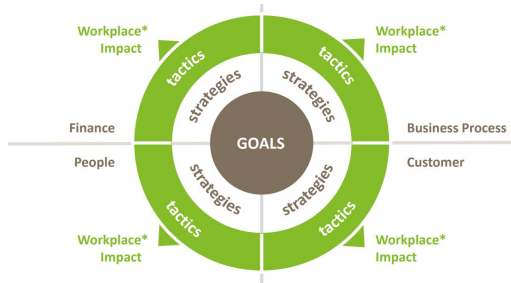 Workplace*
Impact
Workplace*
Impact
tactics
tactics
strategies
strategies
Finance
Business Process
GOALS
People
Customer
strategies
strategies
tactics
tactics
Workplace*
Impact
Workplace*
Impact